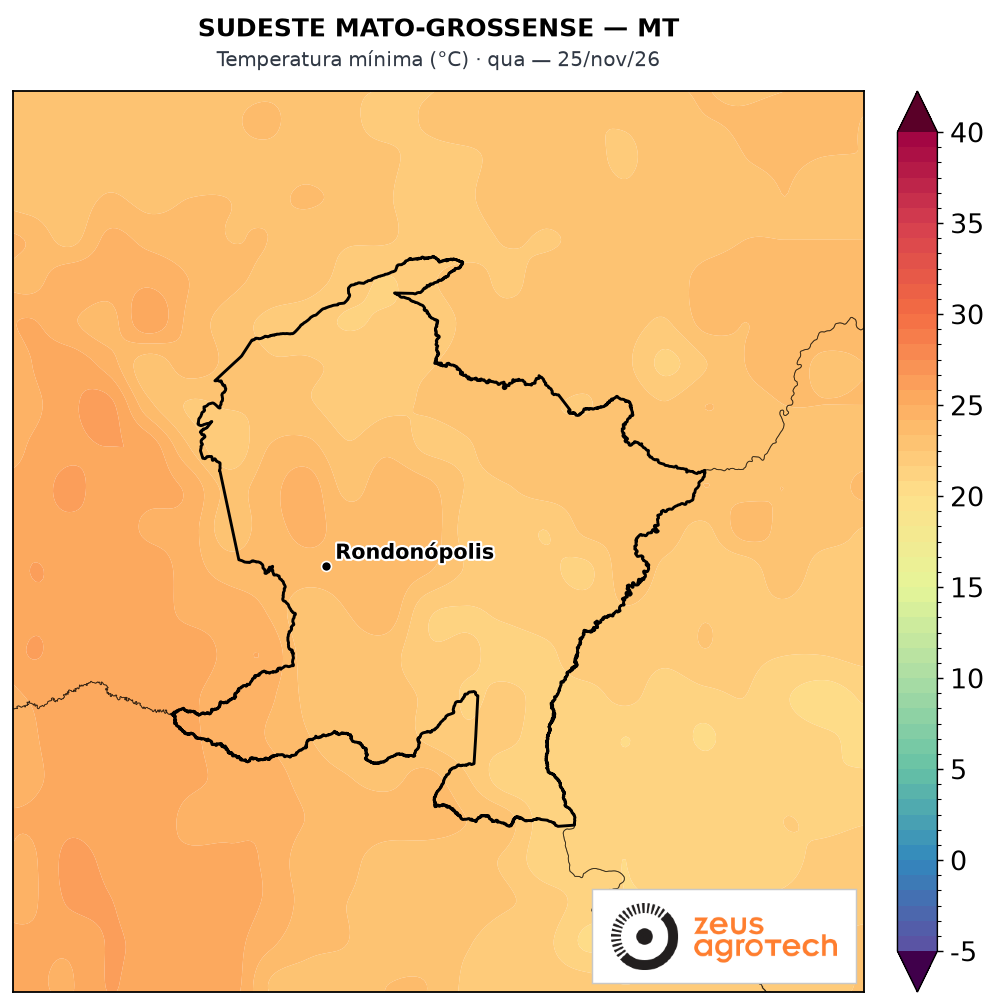 SUDESTE MATO-GROSSENSE — MT
Temperatura mínima (°C) · qua — 25/nov/26
40
35
30
25
20
15
10
5
0
-5
Rondonópolis
zeus
agrotech